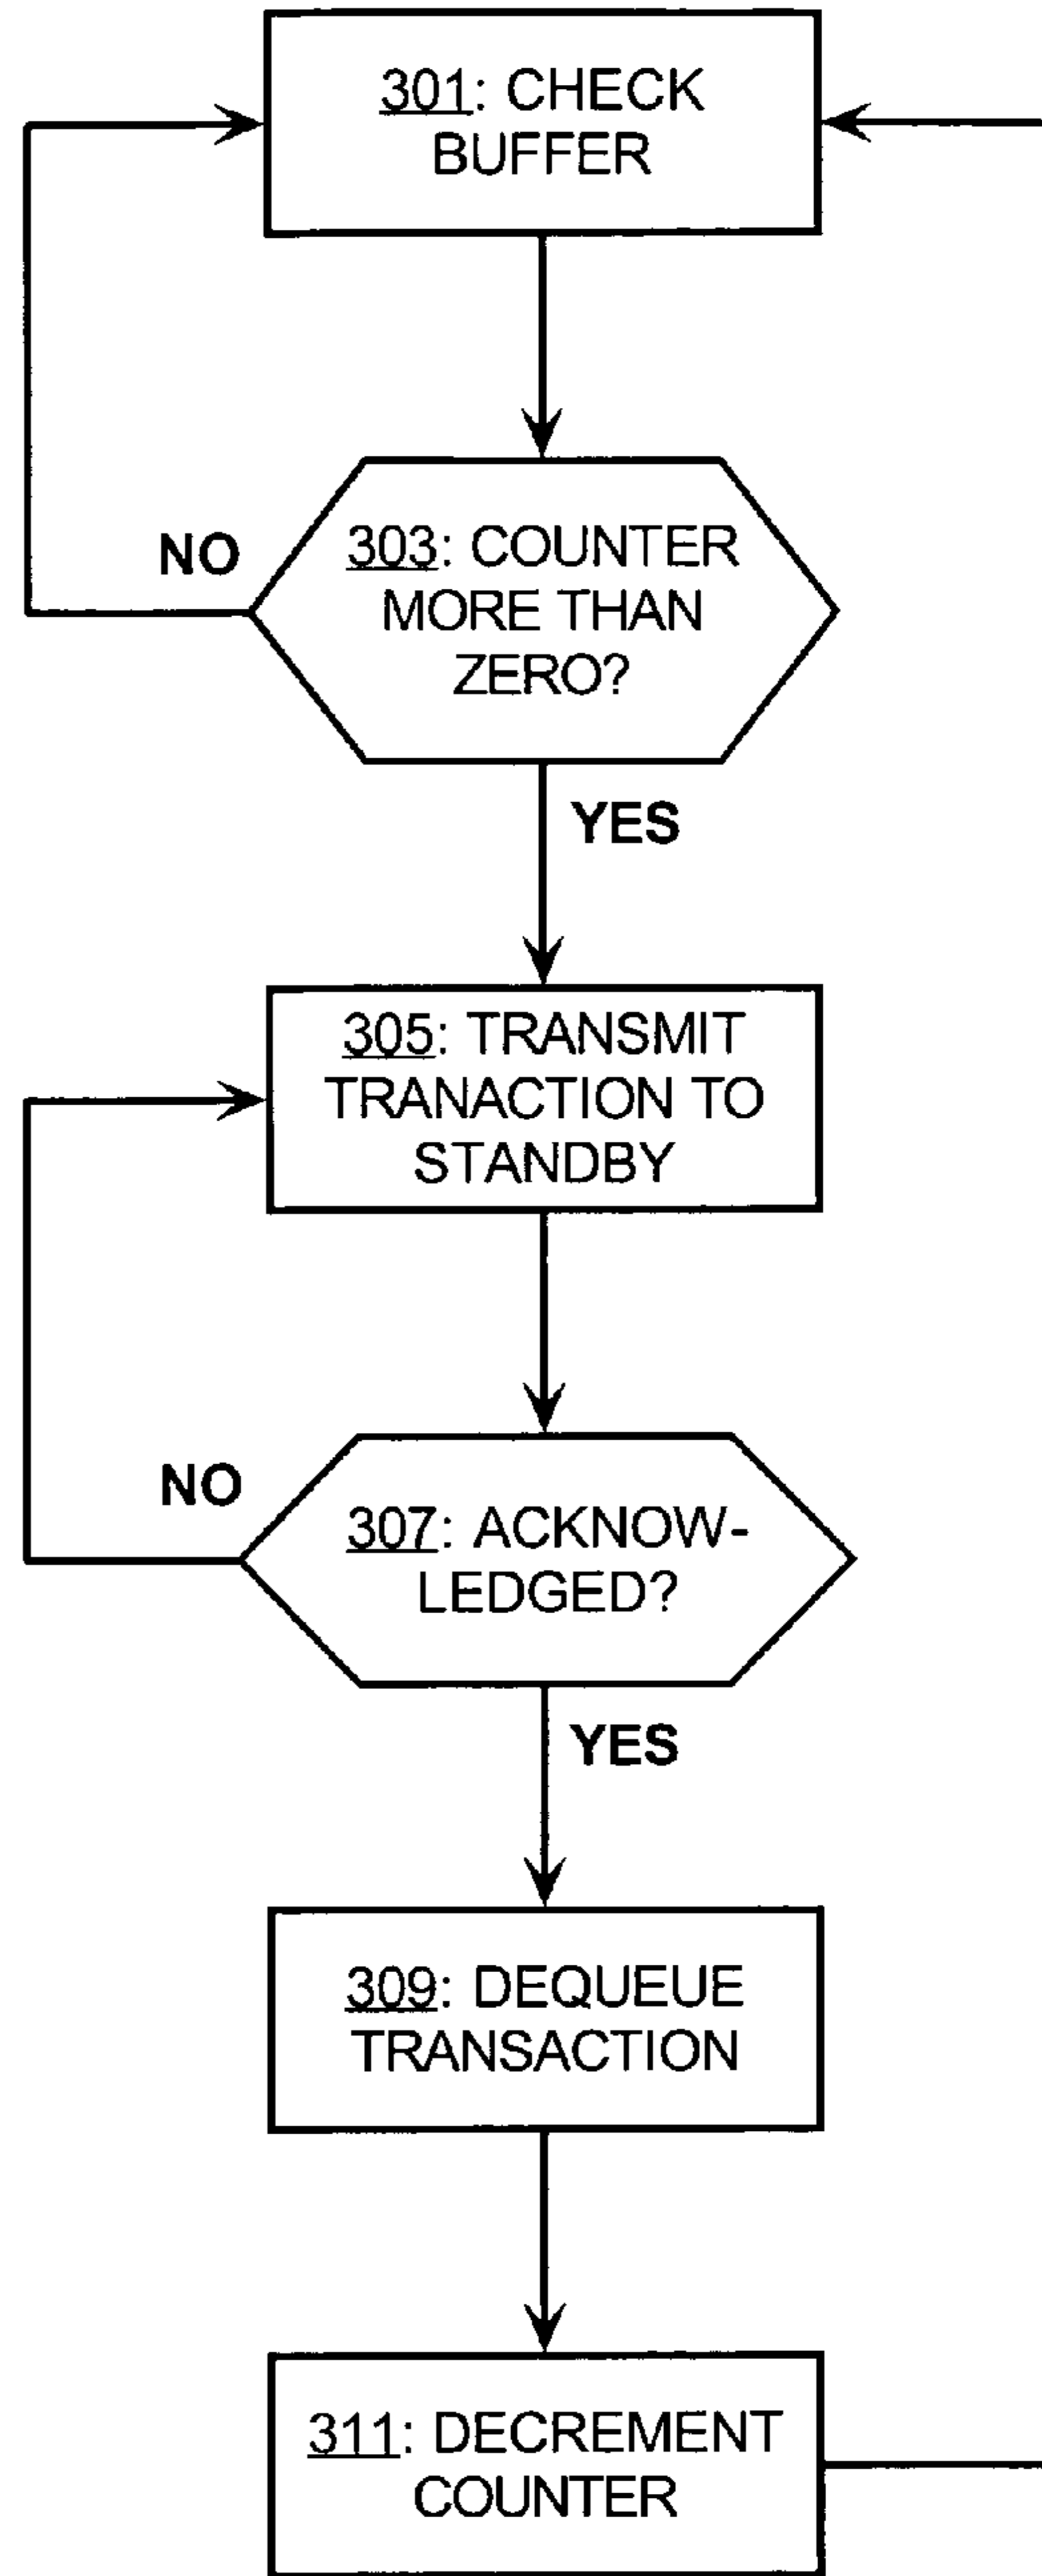 301: CHECK
BUFFER
NO
303: COUNTER
MORE THAN
ZERO?
YES
305: TRANSMIT
TRANACTION TO
STANDBY
NO
307: ACKNOW-
LEDGED?
YES
309: DEQUEUE
TRANSACTION
311: DECREMENT
COUNTER